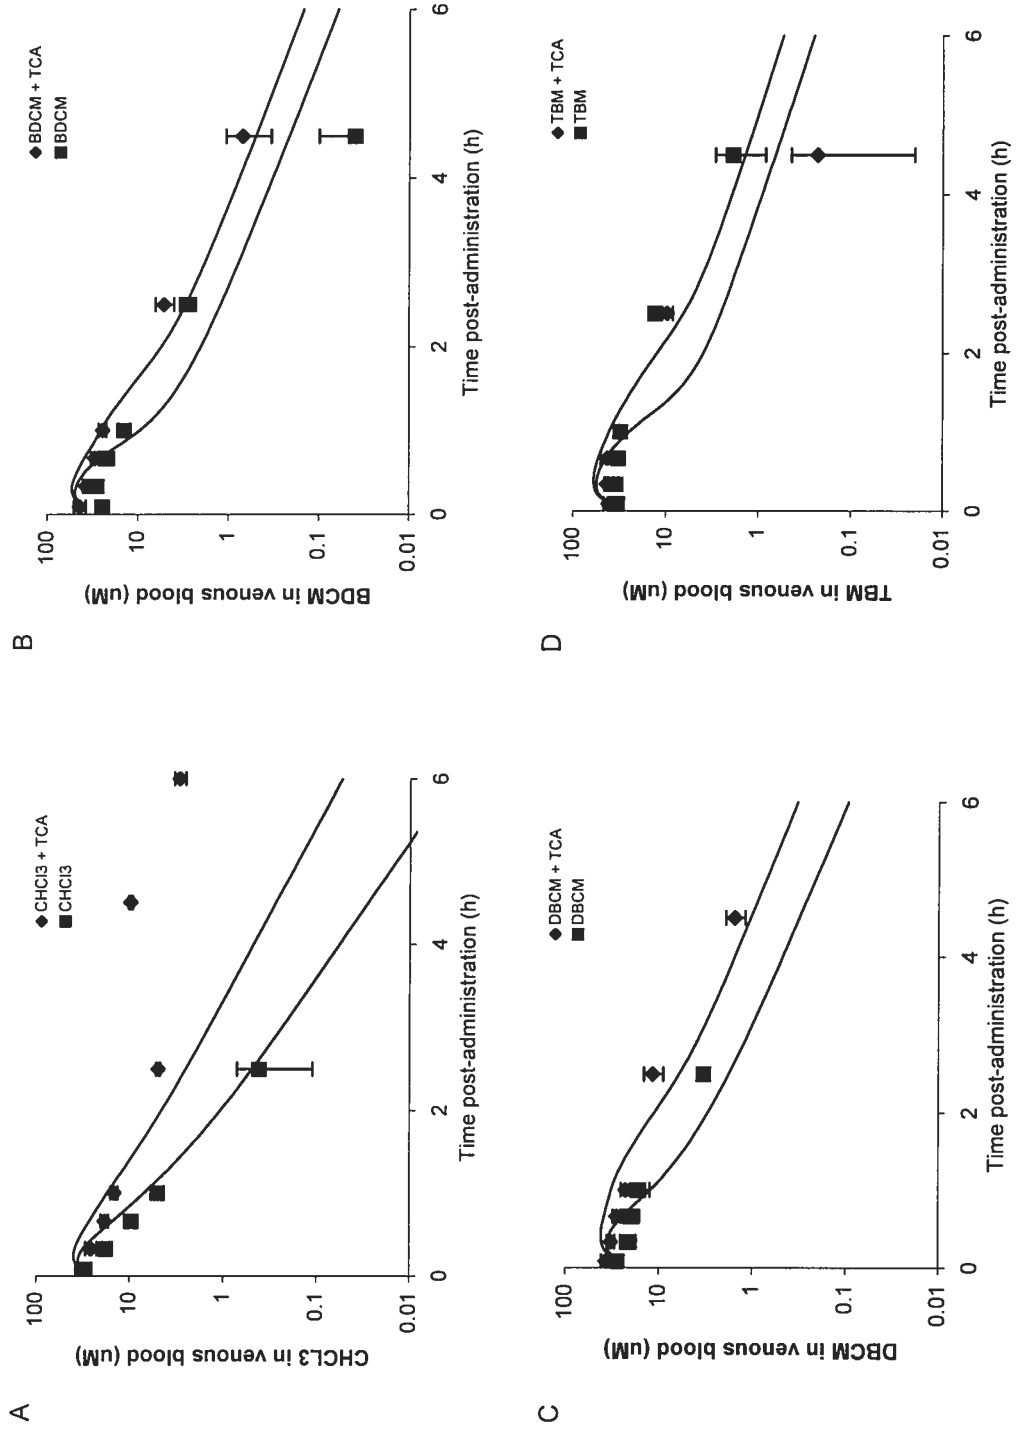 A
CHCl3 + TCA
CHCl3
CHCL3 in venous blood (uM)
100
10
1
0.1
0.01
0
2
4
6
Time post-administration (h)
B
BDCM + TCA
BDCM
BDCM in venous blood (uM)
100
10
1
0.1
0.01
0
2
4
6
Time post-administration (h)
C
DBCM + TCA
DBCM
DBCM in venous blood (uM)
100
10
1
0.1
0.01
0
2
4
6
Time post-administration (h)
D
TBM + TCA
TBM
TBM in venous blood (uM)
100
10
1
0.1
0.01
0
2
4
6
Time post-administration (h)